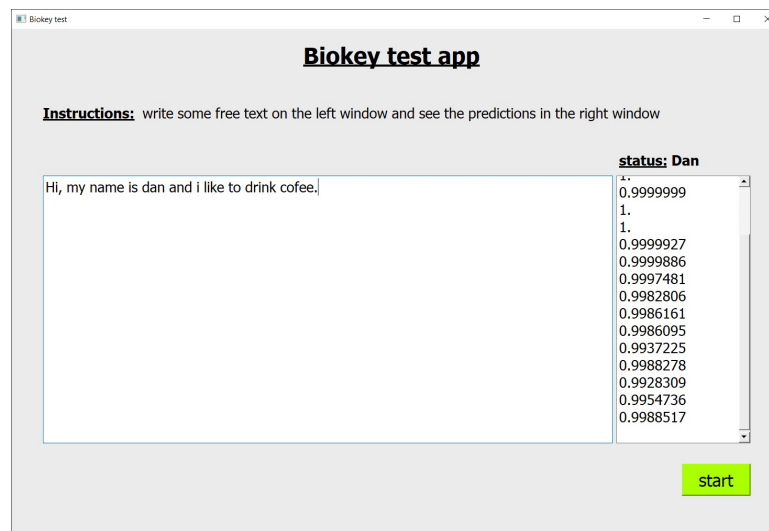 Biokey test
Biokey test app
Instructions: write some free text on the left window and see the predictions in the right window
status: Dan
Hi, my name is dan and i like to drink cofee.
1.
0.9999999
1.
1.
0.9999927
0.9999886
0.9997481
0.9982806
0.9986161
0.9986095
0.9937225
0.9988278
0.9928309
0.9954736
0.9988517
start